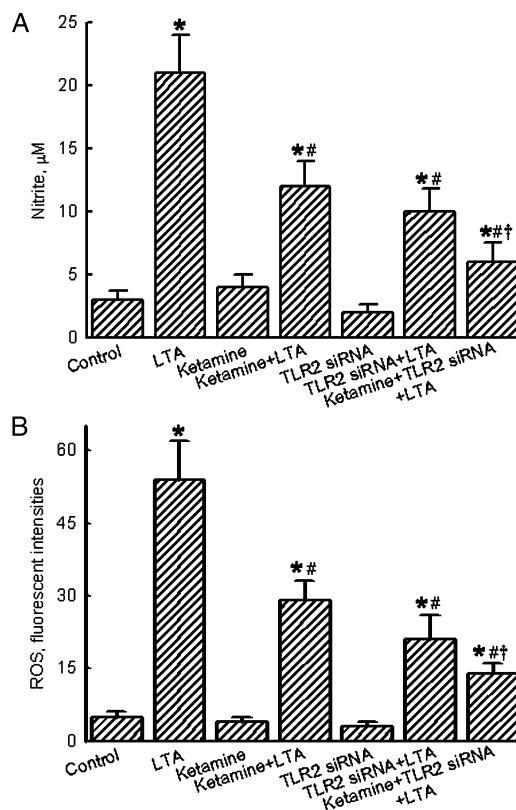 A
25
20
15
10
5
0
Nitrite, μM
*
*#
*#
*#†
Control
LTA
Ketamine
Ketamine+LTA
TLR2 siRNA
TLR2 siRNA+LTA
Ketamine+TLR2 siRNA
+LTA
B
60
45
30
15
0
ROS, fluorescent intensities
*
*#
*#
*#†
Control
LTA
Ketamine
Ketamine+LTA
TLR2 siRNA
TLR2 siRNA+LTA
Ketamine+TLR2 siRNA
+LTA